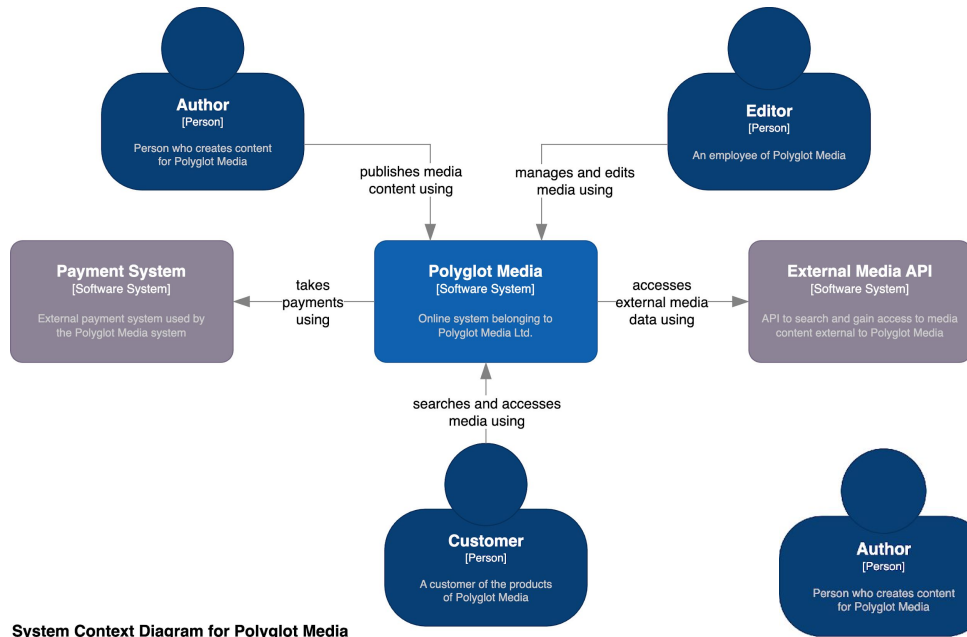 Author
[Person]
Person who creates content
for Polyglot Media
Editor
[Person]
An employee of Polyglot Media
publishes media
content using
manages and edits
media using
Payment System
[Software System]
External payment system used by
the Polyglot Media system
takes
payments
using
Polyglot Media
[Software System]
Online system belonging to
Polyglot Media Ltd.
accesses
external media
data using
External Media API
[Software System]
API to search and gain access to media
content external to Polyglot Media
searches and accesses
media using
Customer
[Person]
A customer of the products
of Polyglot Media
Author
[Person]
Person who creates content
for Polyglot Media
System Context Diagram for Polyglot Media